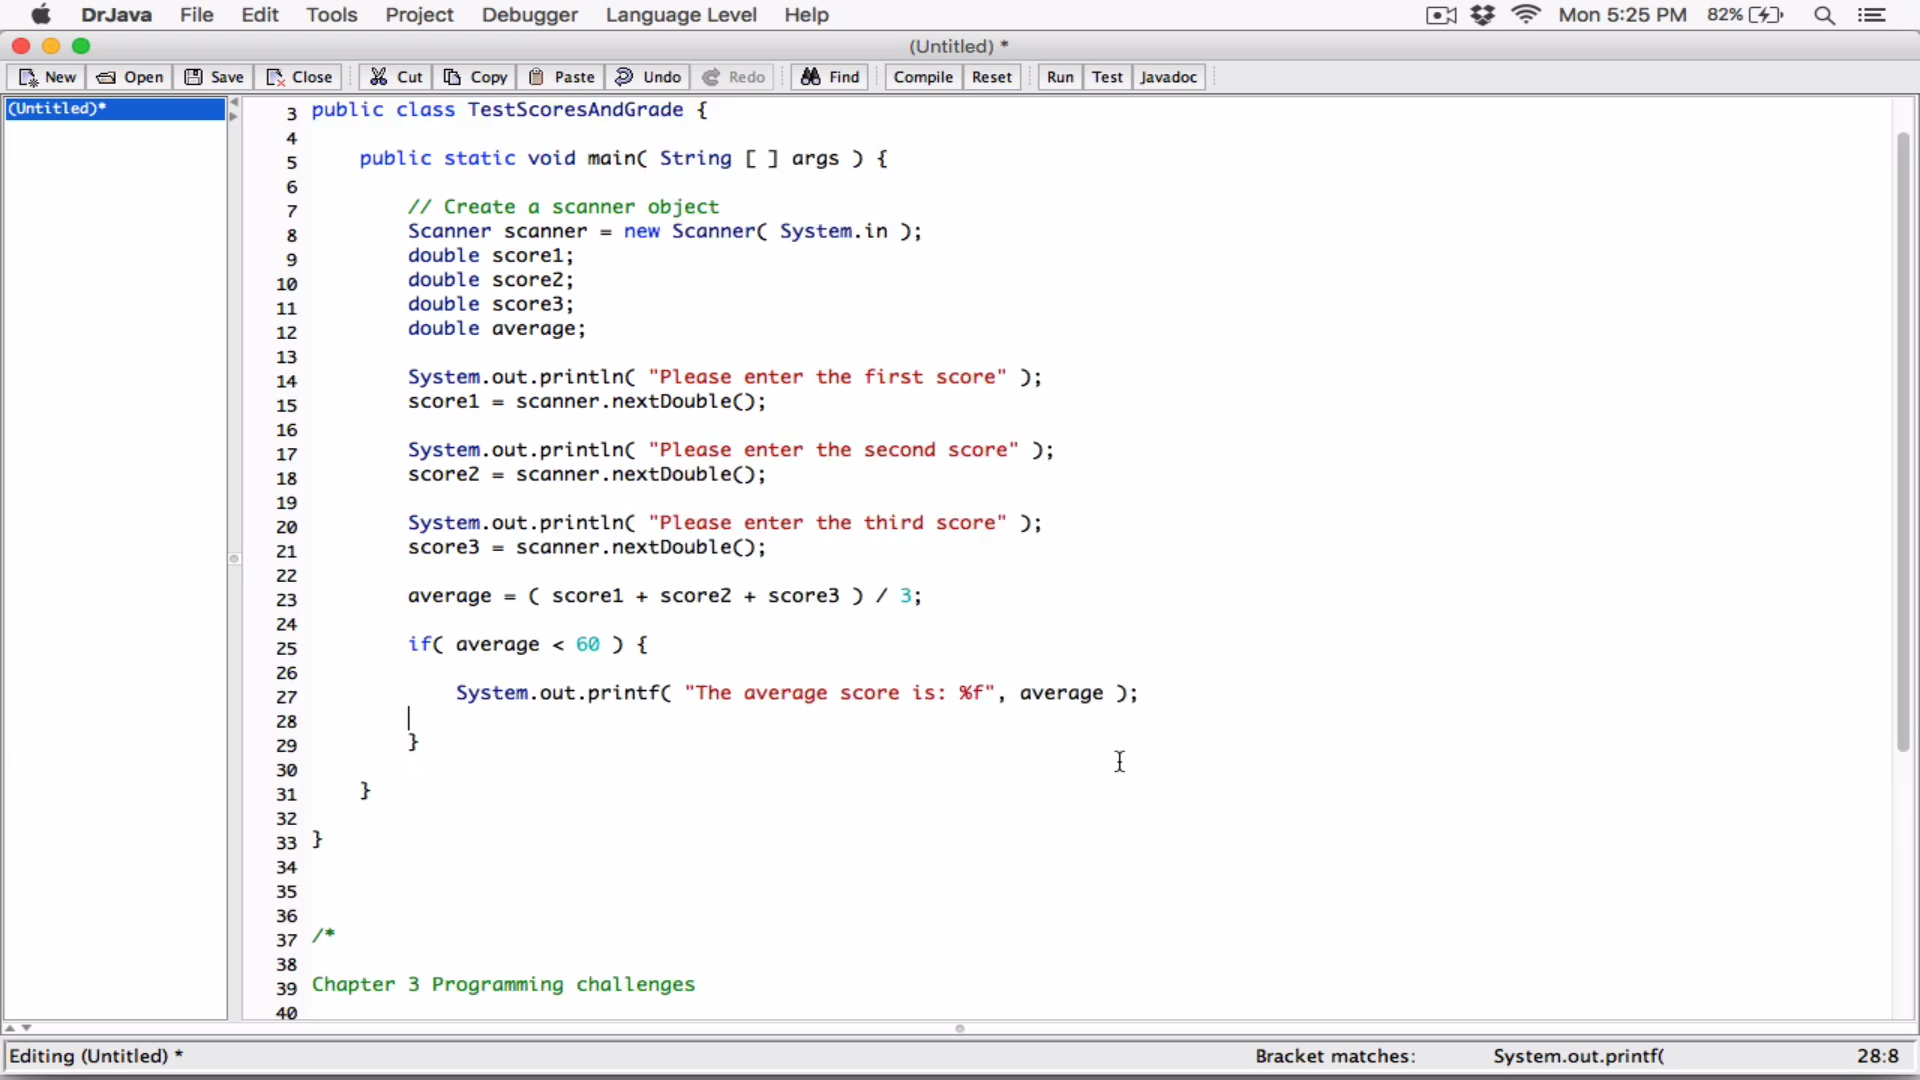 DrJava File Edit Tools Project Debugger Language Level Help Mon 5:25 PM 82%
(Untitled) *
New Open Save Close Cut Copy Paste Undo Redo Find Compile Reset Run Test Javadoc
(Untitled)*
3 public class TestScoresAndGrade {
4
5 public static void main( String [ ] args ) {
6
7 // Create a scanner object
8 Scanner scanner = new Scanner( System.in );
9 double score1;
10 double score2;
11 double score3;
12 double average;
13
14 System.out.println( "Please enter the first score" );
15 score1 = scanner.nextDouble();
16
17 System.out.println( "Please enter the second score" );
18 score2 = scanner.nextDouble();
19
20 System.out.println( "Please enter the third score" );
21 score3 = scanner.nextDouble();
22
23 average = ( score1 + score2 + score3 ) / 3;
24
25 if( average < 60 ) {
26
27 System.out.printf( "The average score is: %f", average );
28
29 }
30
31 }
32
33 }
34
35
36
37 /*
38
39 Chapter 3 Programming challenges
40
Editing (Untitled) * Bracket matches: System.out.printf( 28:8